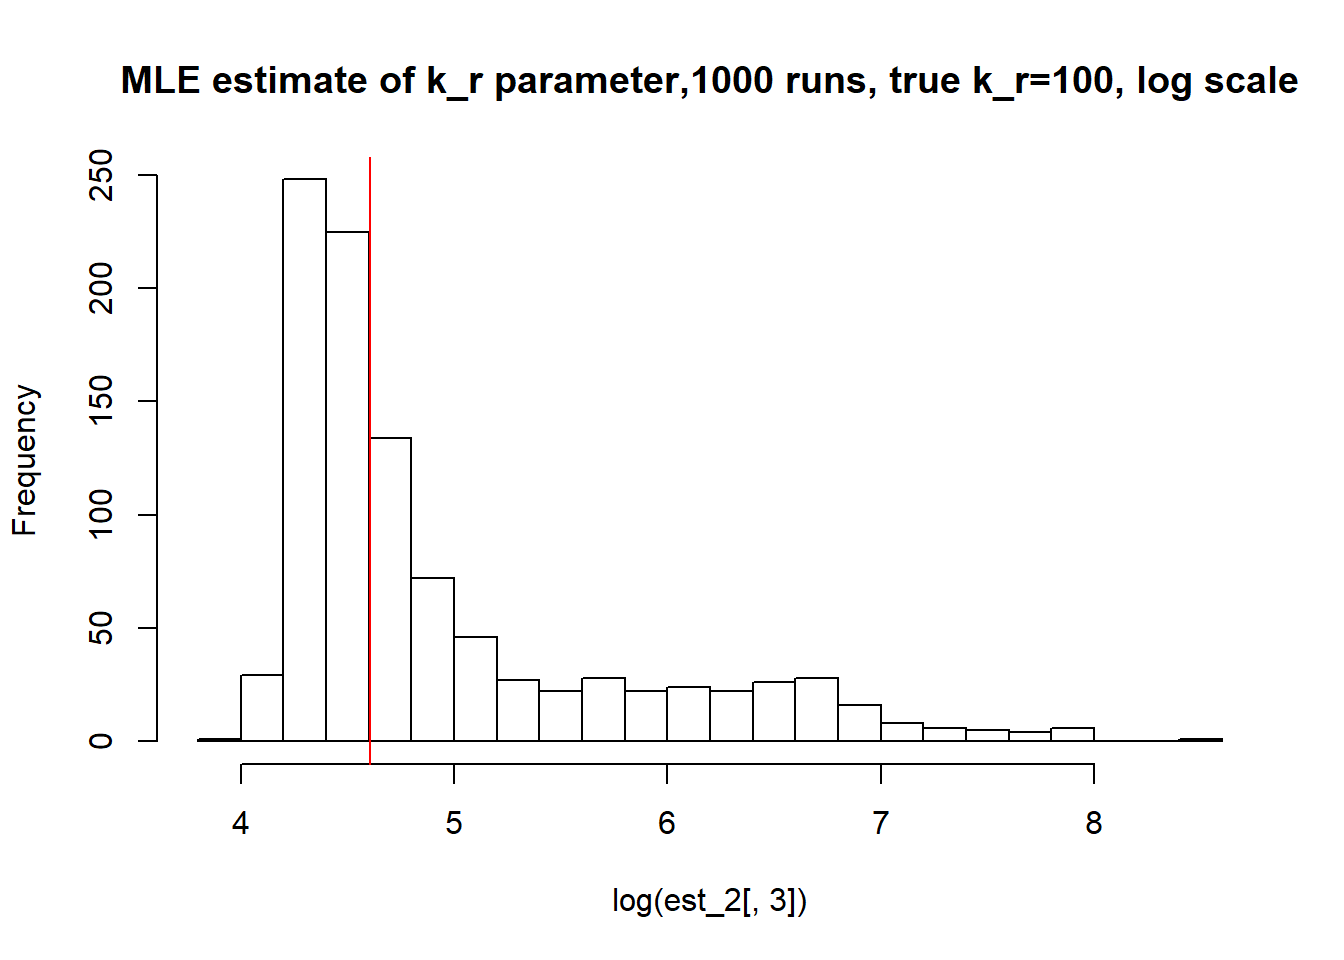 MLE estimate of k_r parameter,1000 runs, true k_r=100, log scale
Frequency
250
200
150
100
50
0
4 5 6 7 8
log(est_2[, 3])